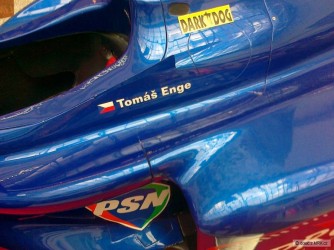 DARK DOG
Tomáš Enge
PSN